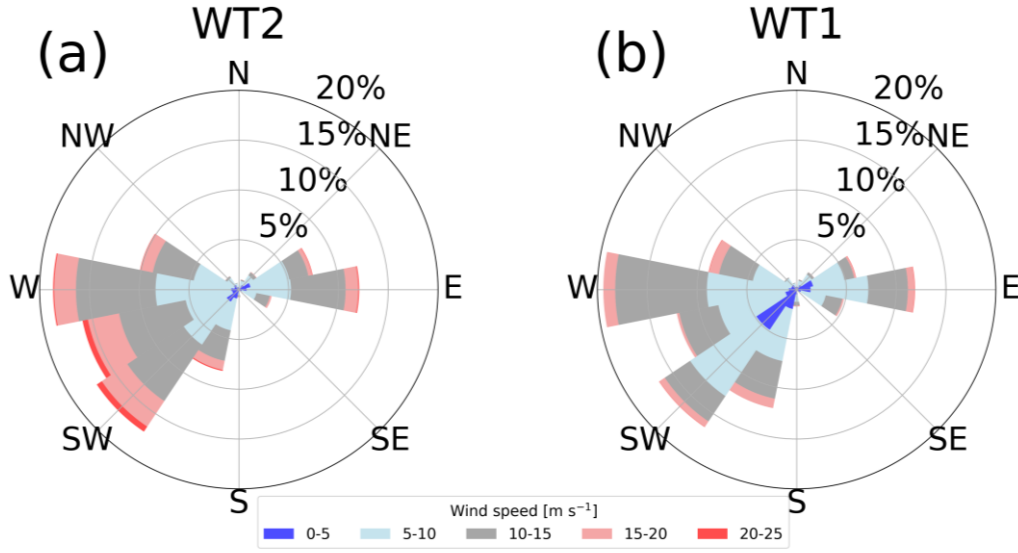 (a) WT2
N
NW
NE
20%
15%
10%
5%
W
E
SW
SE
S
(b) WT1
N
NW
NE
20%
15%
10%
5%
W
E
SW
SE
S
Wind speed [m s⁻¹]
0-5 5-10 10-15 15-20 20-25